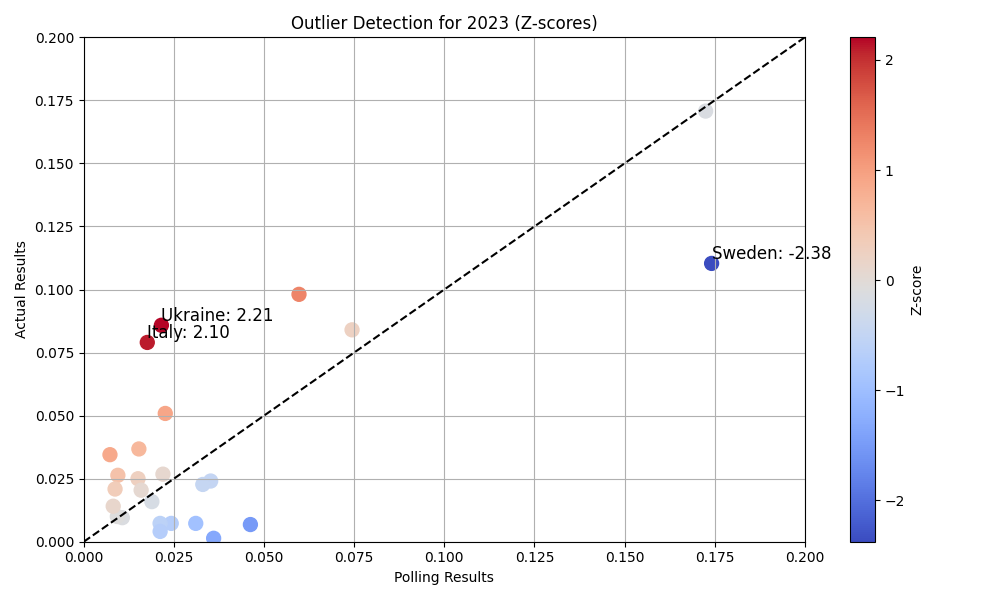 Outlier Detection for 2023 (Z-scores)
0.200
0.175
0.150
0.125
0.100
0.075
0.050
0.025
0.000
Actual Results
Sweden: -2.38
Ukraine: 2.21
Italy: 2.10
0.000 0.025 0.050 0.075 0.100 0.125 0.150 0.175 0.200
Polling Results
2
1
0
−1
−2
Z-score